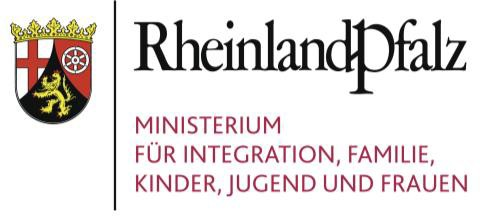 RheinlandPfalz
MINISTERIUM
FÜR INTEGRATION, FAMILIE,
KINDER, JUGEND UND FRAUEN